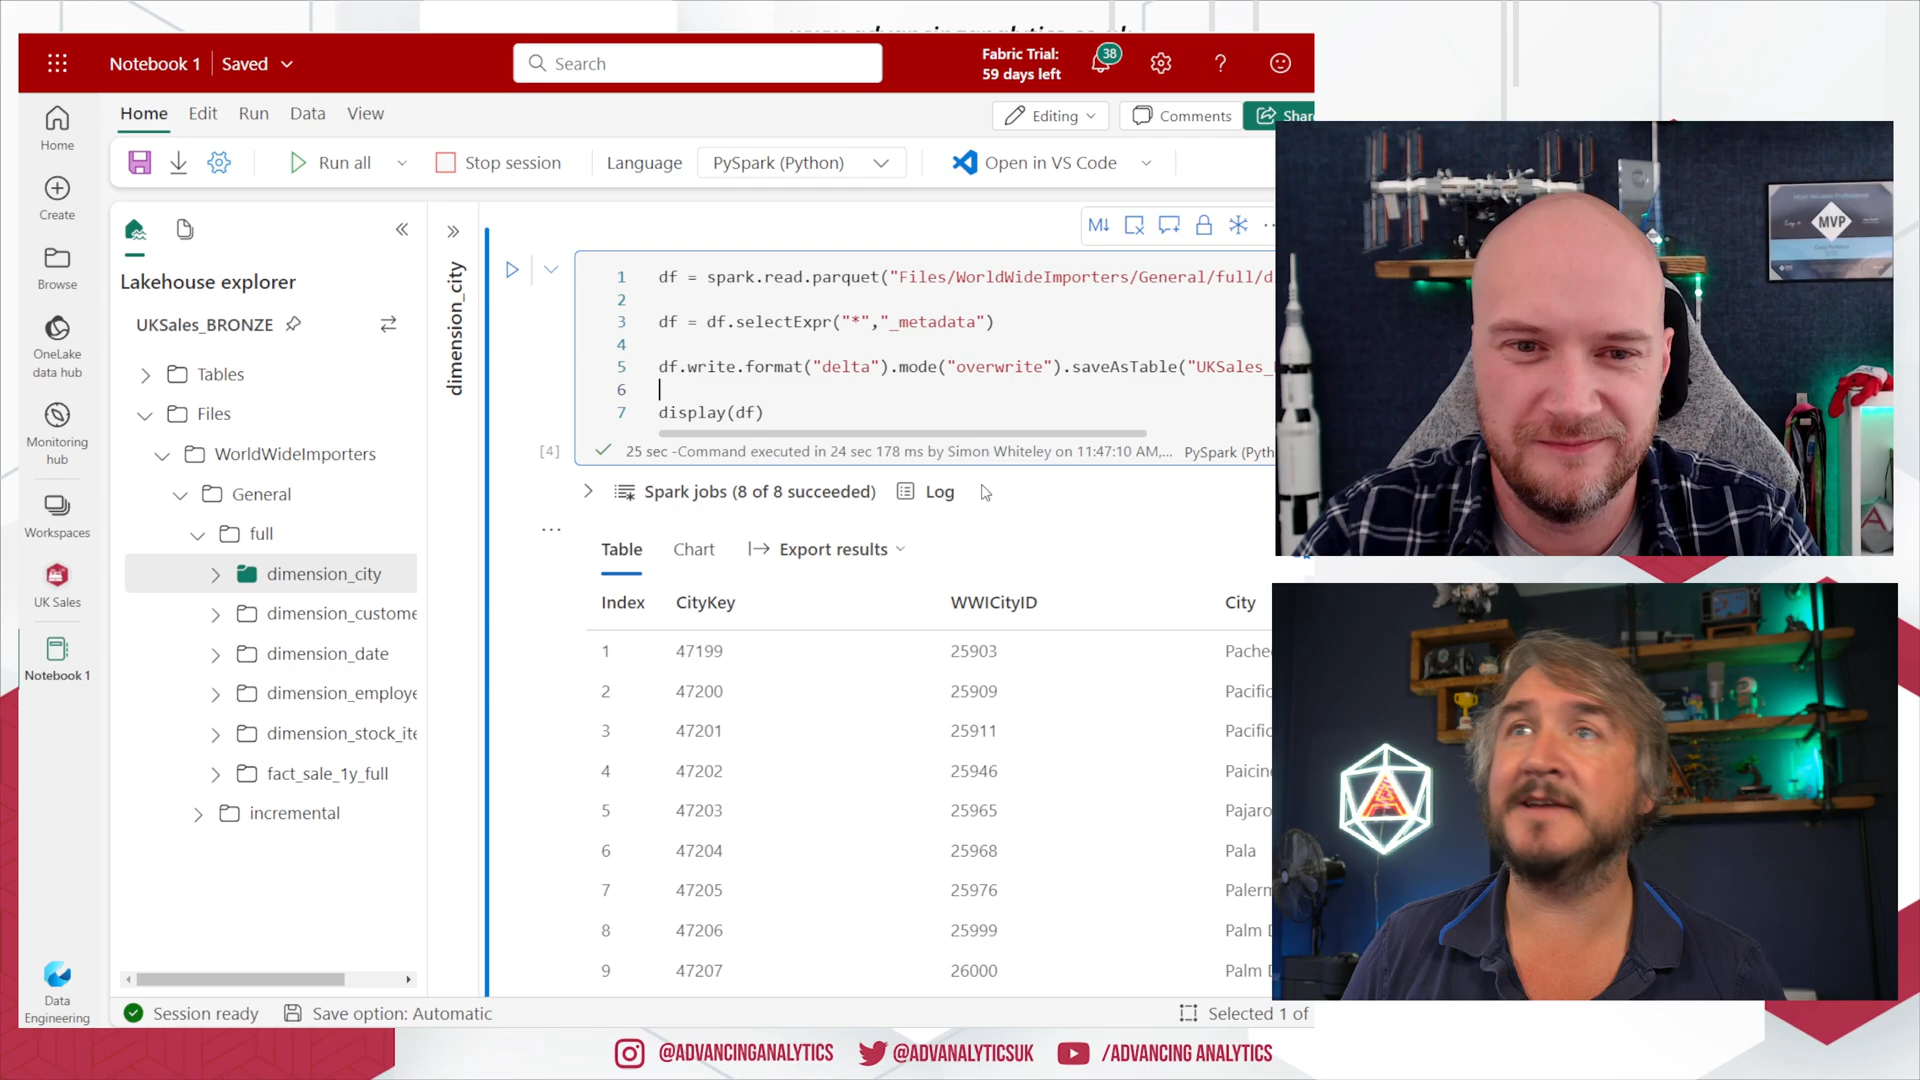 Notebook 1 Saved
Search
Fabric Trial:
59 days left
38
Home Edit Run Data View
Editing
Comments
Share
Run all
Stop session
Language
PySpark (Python)
Open in VS Code
Home
Create
Browse
OneLake
data hub
Monitoring
hub
Workspaces
UK Sales
Notebook 1
Data
Engineering
Lakehouse explorer
UKSales_BRONZE
Tables
Files
WorldWideImporters
General
full
dimension_city
dimension_custome
dimension_date
dimension_employe
dimension_stock_ite
fact_sale_1y_full
incremental
dimension_city
M↓
1 df = spark.read.parquet("Files/WorldWideImporters/General/full/d
2
3 df = df.selectExpr("*","_metadata")
4
5 df.write.format("delta").mode("overwrite").saveAsTable("UKSales_
6
7 display(df)
[4] 25 sec -Command executed in 24 sec 178 ms by Simon Whiteley on 11:47:10 AM,... PySpark (Pyth
Spark jobs (8 of 8 succeeded) Log
Table Chart Export results
Index CityKey WWICityID City
1 47199 25903 Pache
2 47200 25909 Pacific
3 47201 25911 Pacific
4 47202 25946 Paicin
5 47203 25965 Pajaro
6 47204 25968 Pala
7 47205 25976 Palerm
8 47206 25999 Palm D
9 47207 26000 Palm D
Session ready
Save option: Automatic
Selected 1 of
MVP
@ADVANCINGANALYTICS @ADVANALYTICSUK /ADVANCING ANALYTICS